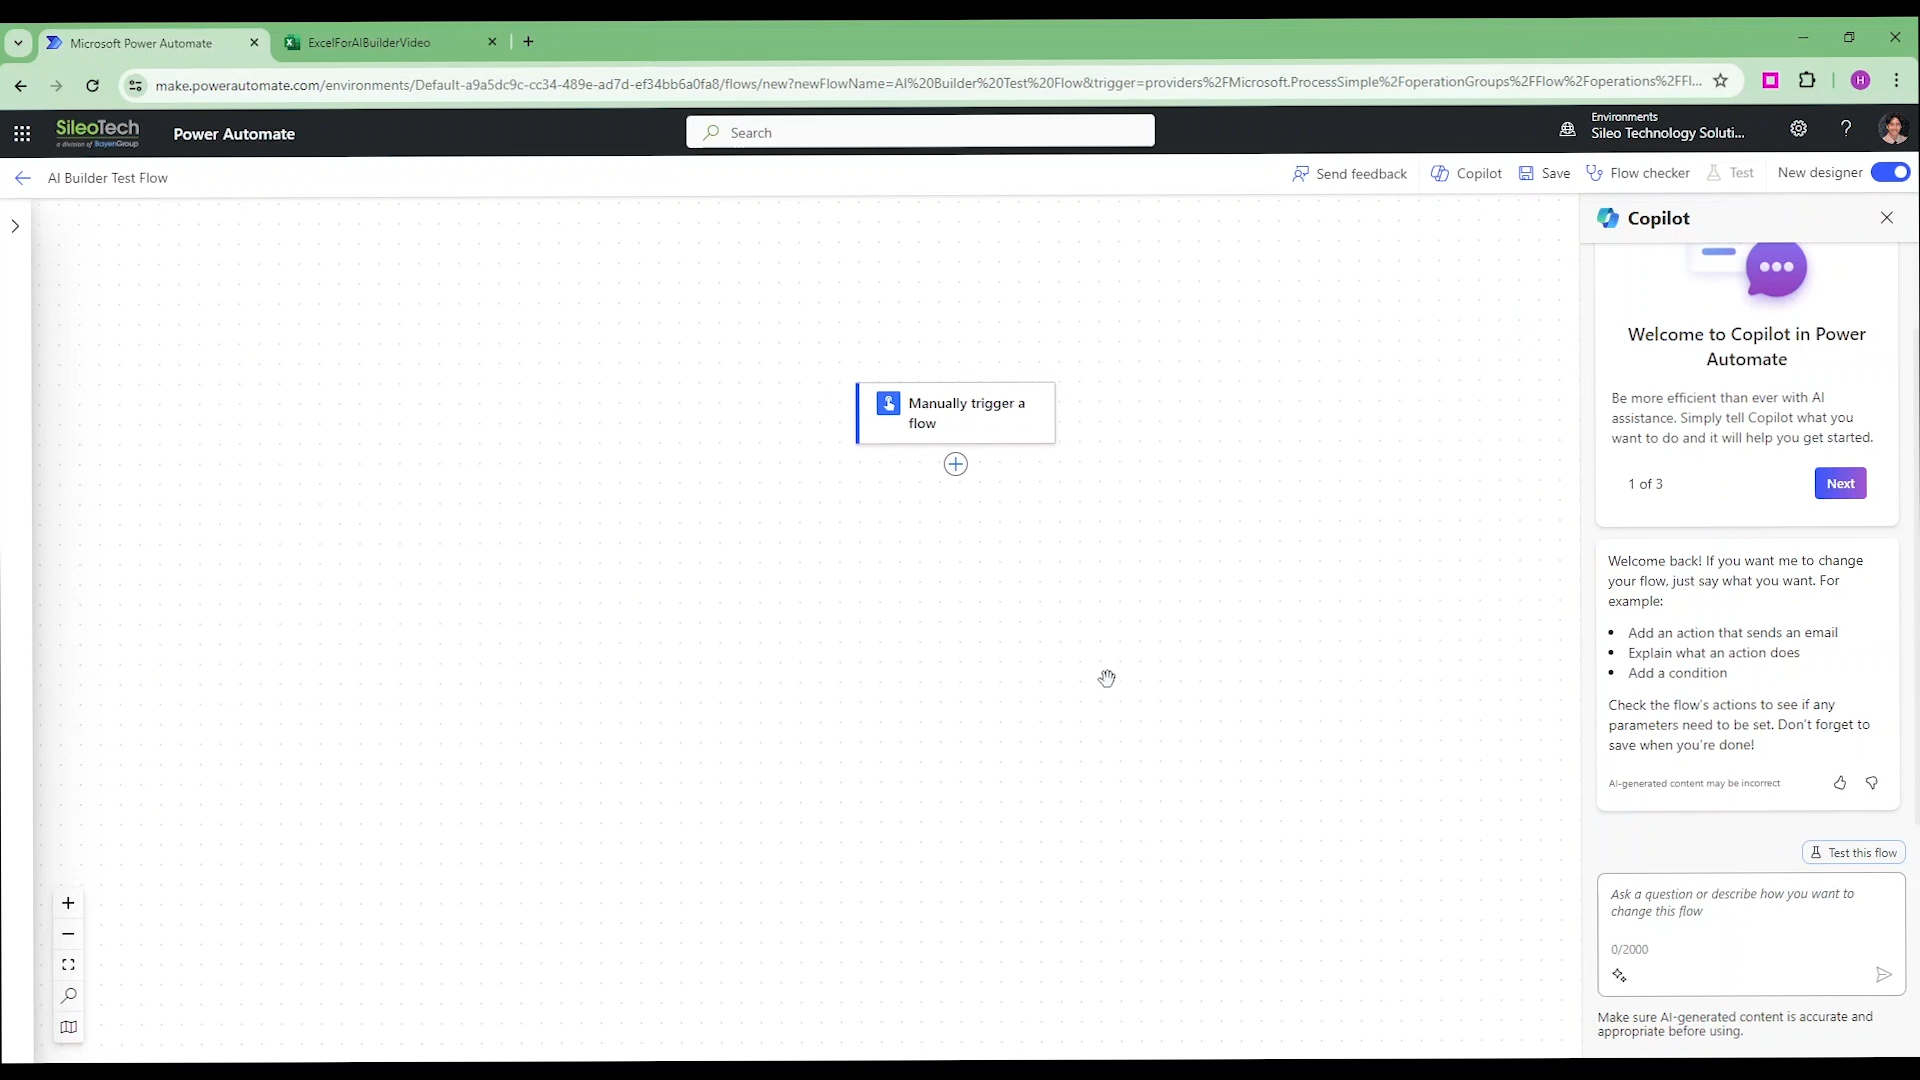 Microsoft Power Automate
ExcelForAIBuilderVideo
make.powerautomate.com/environments/Default-a9a5dc9c-cc34-489e-ad7d-ef34bb6a0fa8/flows/new?newFlowName=AI%20Builder%20Test%20Flow&trigger=providers%2FMicrosoft.ProcessSimple%2FoperationGroups%2FFlow%2Foperations%2FFl...
H
SileoTech
a division of BayenGroup
Power Automate
Search
Environments
Sileo Technology Soluti...
AI Builder Test Flow
Send feedback
Copilot
Save
Flow checker
Test
New designer
Copilot
Manually trigger a
flow
Welcome to Copilot in Power
Automate
Be more efficient than ever with AI
assistance. Simply tell Copilot what you
want to do and it will help you get started.
1 of 3
Next
Welcome back! If you want me to change
your flow, just say what you want. For
example:
• Add an action that sends an email
• Explain what an action does
• Add a condition
Check the flow's actions to see if any
parameters need to be set. Don't forget to
save when you're done!
AI-generated content may be incorrect
Test this flow
Ask a question or describe how you want to
change this flow
0/2000
Make sure AI-generated content is accurate and
appropriate before using.